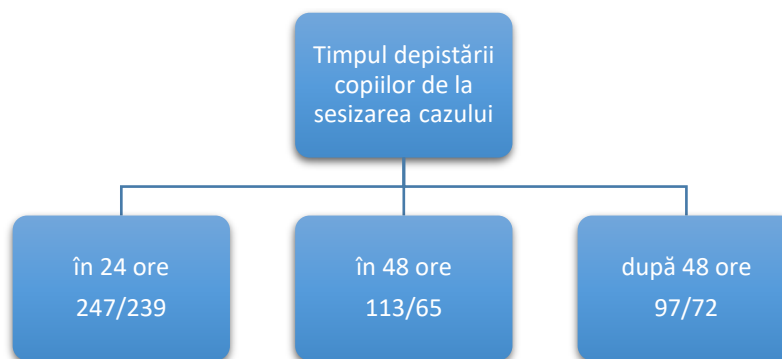 Timpul depistării
copiilor de la
sesizarea cazului
în 24 ore
247/239
în 48 ore
113/65
după 48 ore
97/72